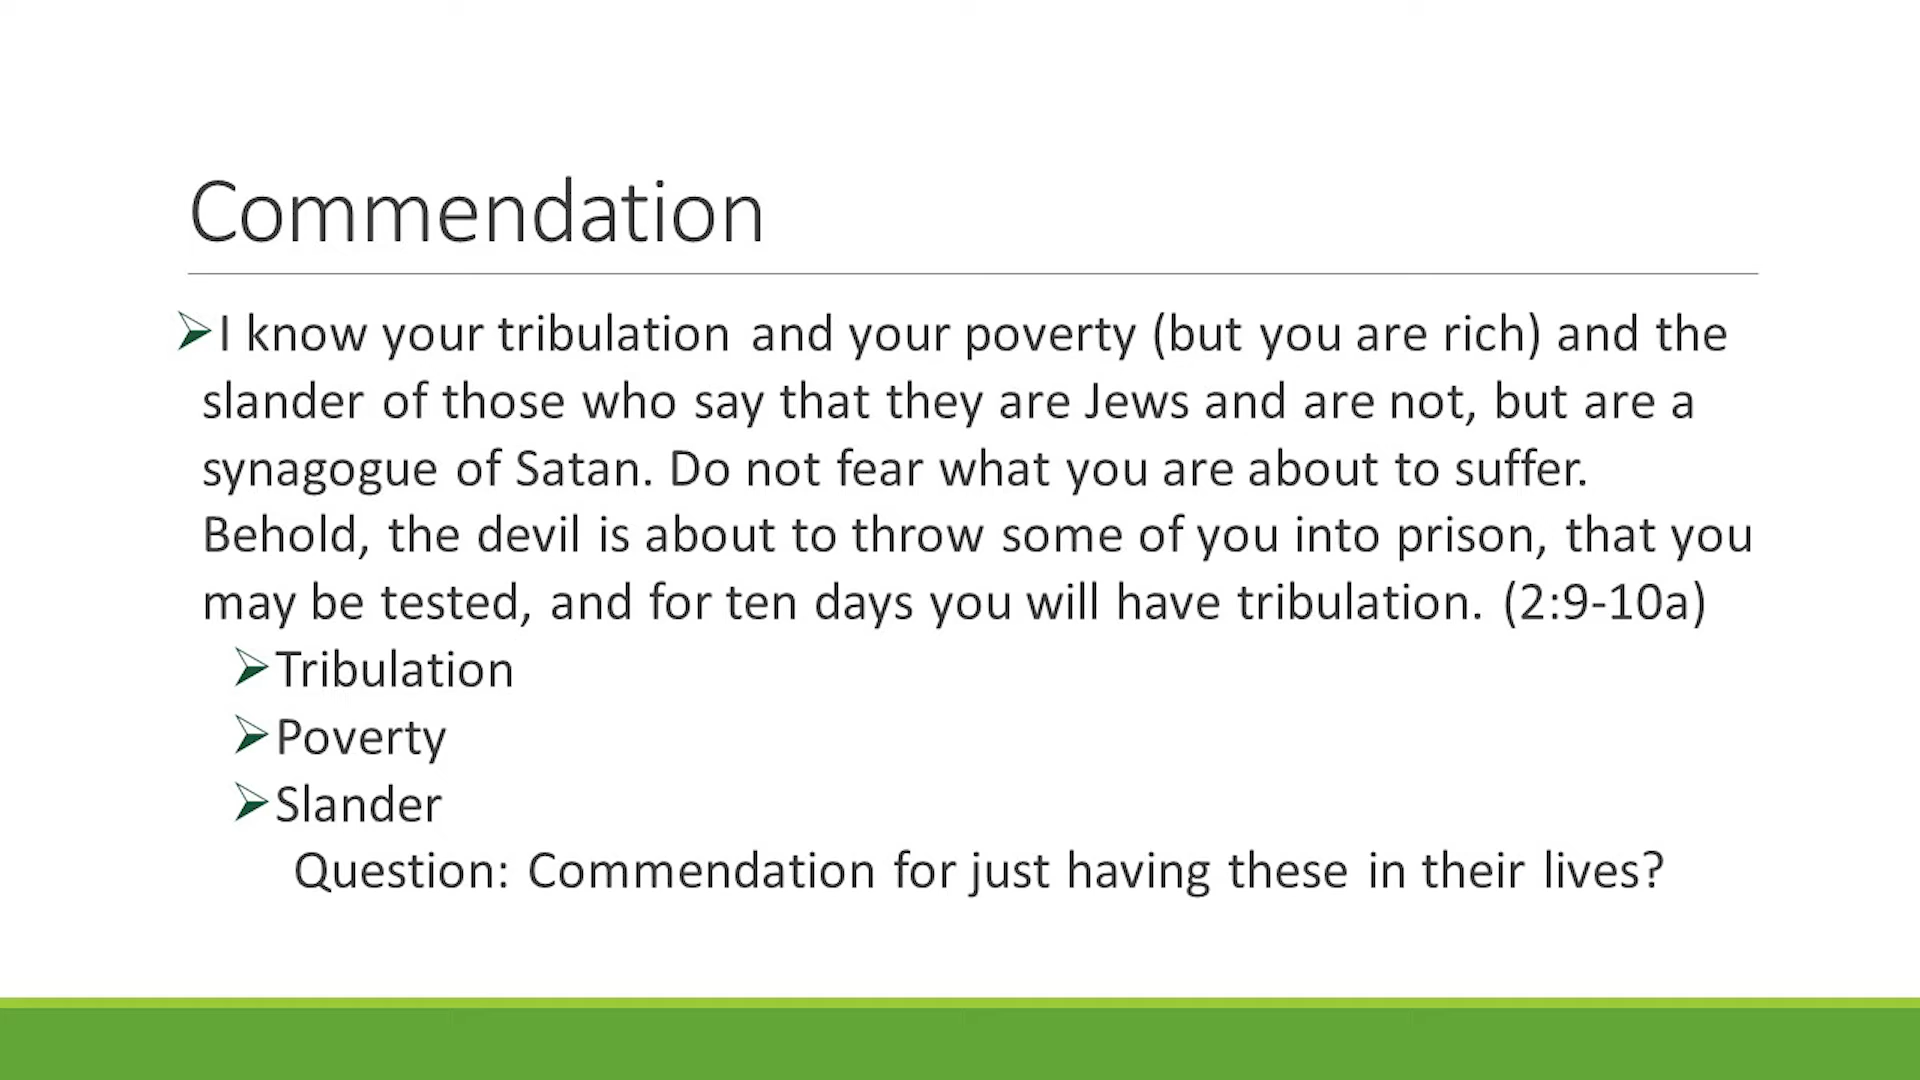 Commendation
I know your tribulation and your poverty (but you are rich) and the
slander of those who say that they are Jews and are not, but are a
synagogue of Satan. Do not fear what you are about to suffer.
Behold, the devil is about to throw some of you into prison, that you
may be tested, and for ten days you will have tribulation. (2:9-10a)
Tribulation
Poverty
Slander
Question: Commendation for just having these in their lives?